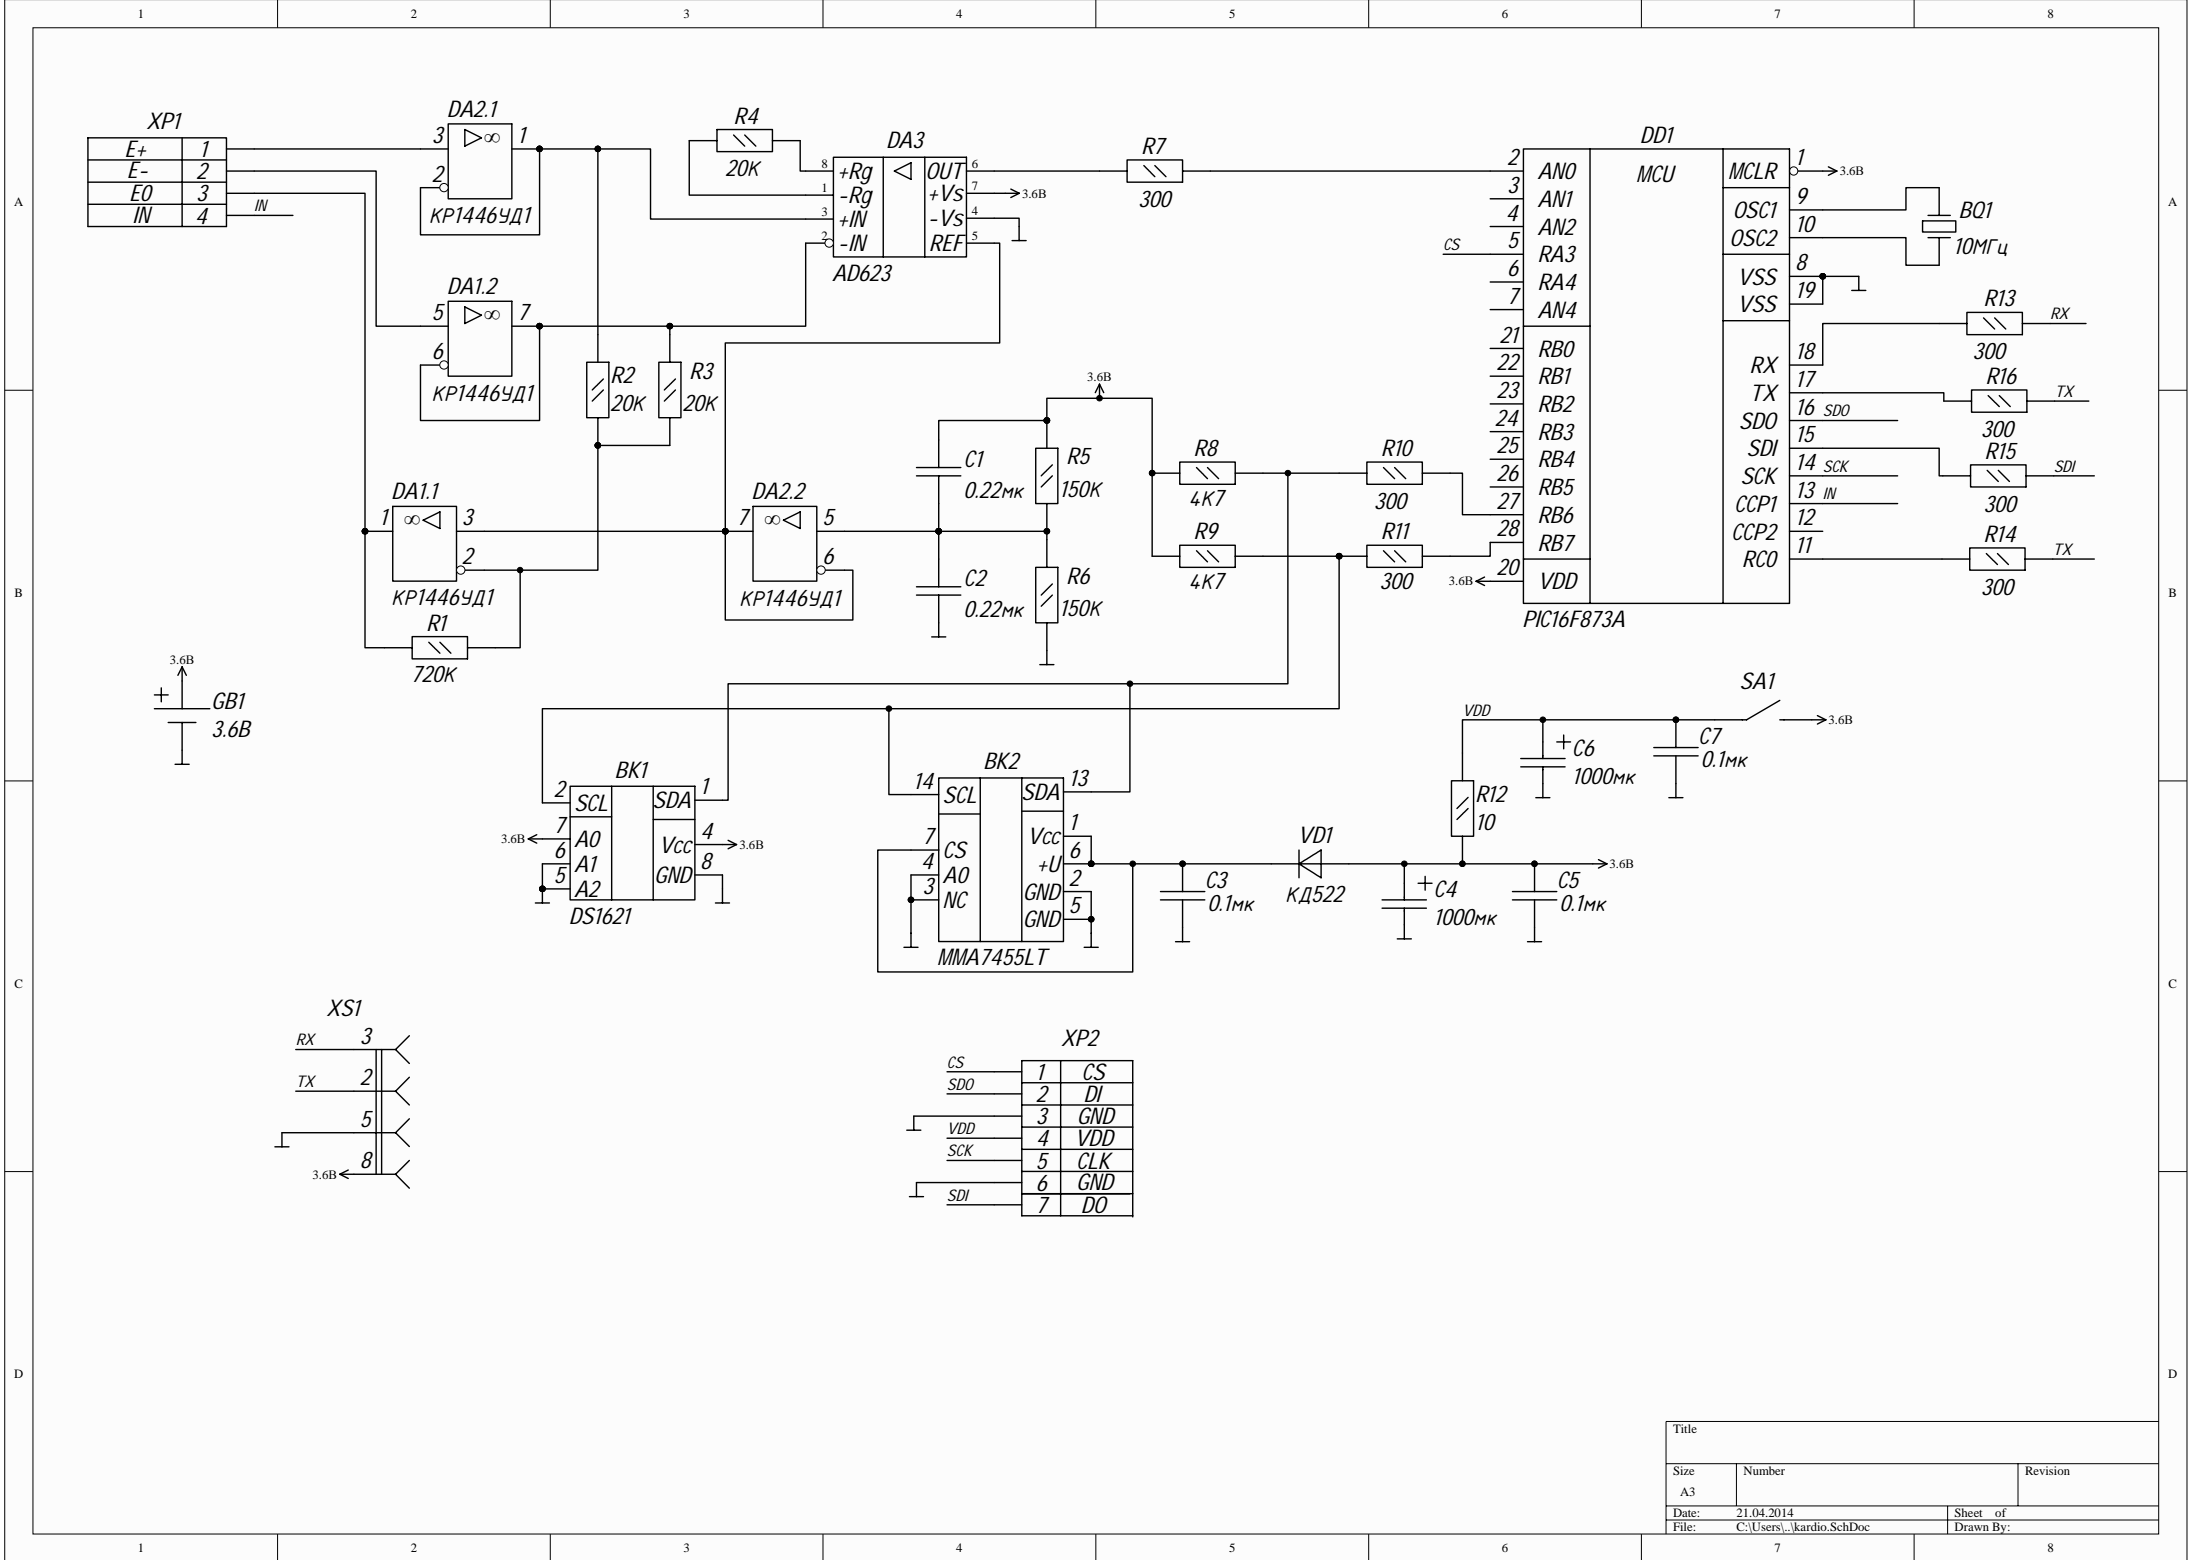 1 2 3 4 5 6 7 8
A
B
C
D
A
B
C
D
XP1
E+ 1
E- 2
E0 3
IN 4
IN
DA2.1
3 1
2
КР1446УД1
DA1.2
5 7
6
КР1446УД1
R2
20K
R3
20K
R4
20K
DA3
8 +Rg OUT 6
1 -Rg +Vs 7 3.6В
3 +IN -Vs 4
2 -IN REF 5
AD623
R7
300
DA1.1
1 3
2
КР1446УД1
R1
720K
DA2.2
7 5
6
КР1446УД1
C1
0.22мк
C2
0.22мк
R5
150K
R6
150K
3.6В
R8
4K7
R9
4K7
R10
300
R11
300
DD1
MCU
2 AN0
3 AN1
4 AN2
CS 5 RA3
6 RA4
7 AN4
21 RB0
22 RB1
23 RB2
24 RB3
25 RB4
26 RB5
27 RB6
28 RB7
3.6В 20 VDD
MCLR 1 3.6В
OSC1 9
OSC2 10
VSS 8
VSS 19
RX 18
TX 17
SDO 16 SDO
SDI 15
SCK 14 SCK
CCP1 13 IN
CCP2 12
RC0 11
PIC16F873A
BQ1
10МГц
R13
300
RX
R16
300
TX
R15
300
SDI
R14
300
TX
3.6В
+
GB1
3.6В
BK1
2 SCL SDA 1
3.6В 7 A0 Vcc 4 3.6В
6 A1 GND 8
5 A2
DS1621
BK2
14 SCL SDA 13
7 CS Vcc 1
4 A0 +U 6
3 NC GND 2
GND 5
MMA7455LT
C3
0.1мк
VD1
КД522
+ C4
1000мк
C5
0.1мк
3.6В
VDD
R12
10
+ C6
1000мк
C7
0.1мк
SA1
3.6В
XS1
RX 3
TX 2
5
3.6В 8
XP2
CS 1 CS
SDO 2 DI
3 GND
VDD 4 VDD
SCK 5 CLK
6 GND
SDI 7 DO
Title
Size Number Revision
A3
Date: 21.04.2014 Sheet of
File: C:\Users\..\kardio.SchDoc Drawn By:
1 2 3 4 5 6 7 8